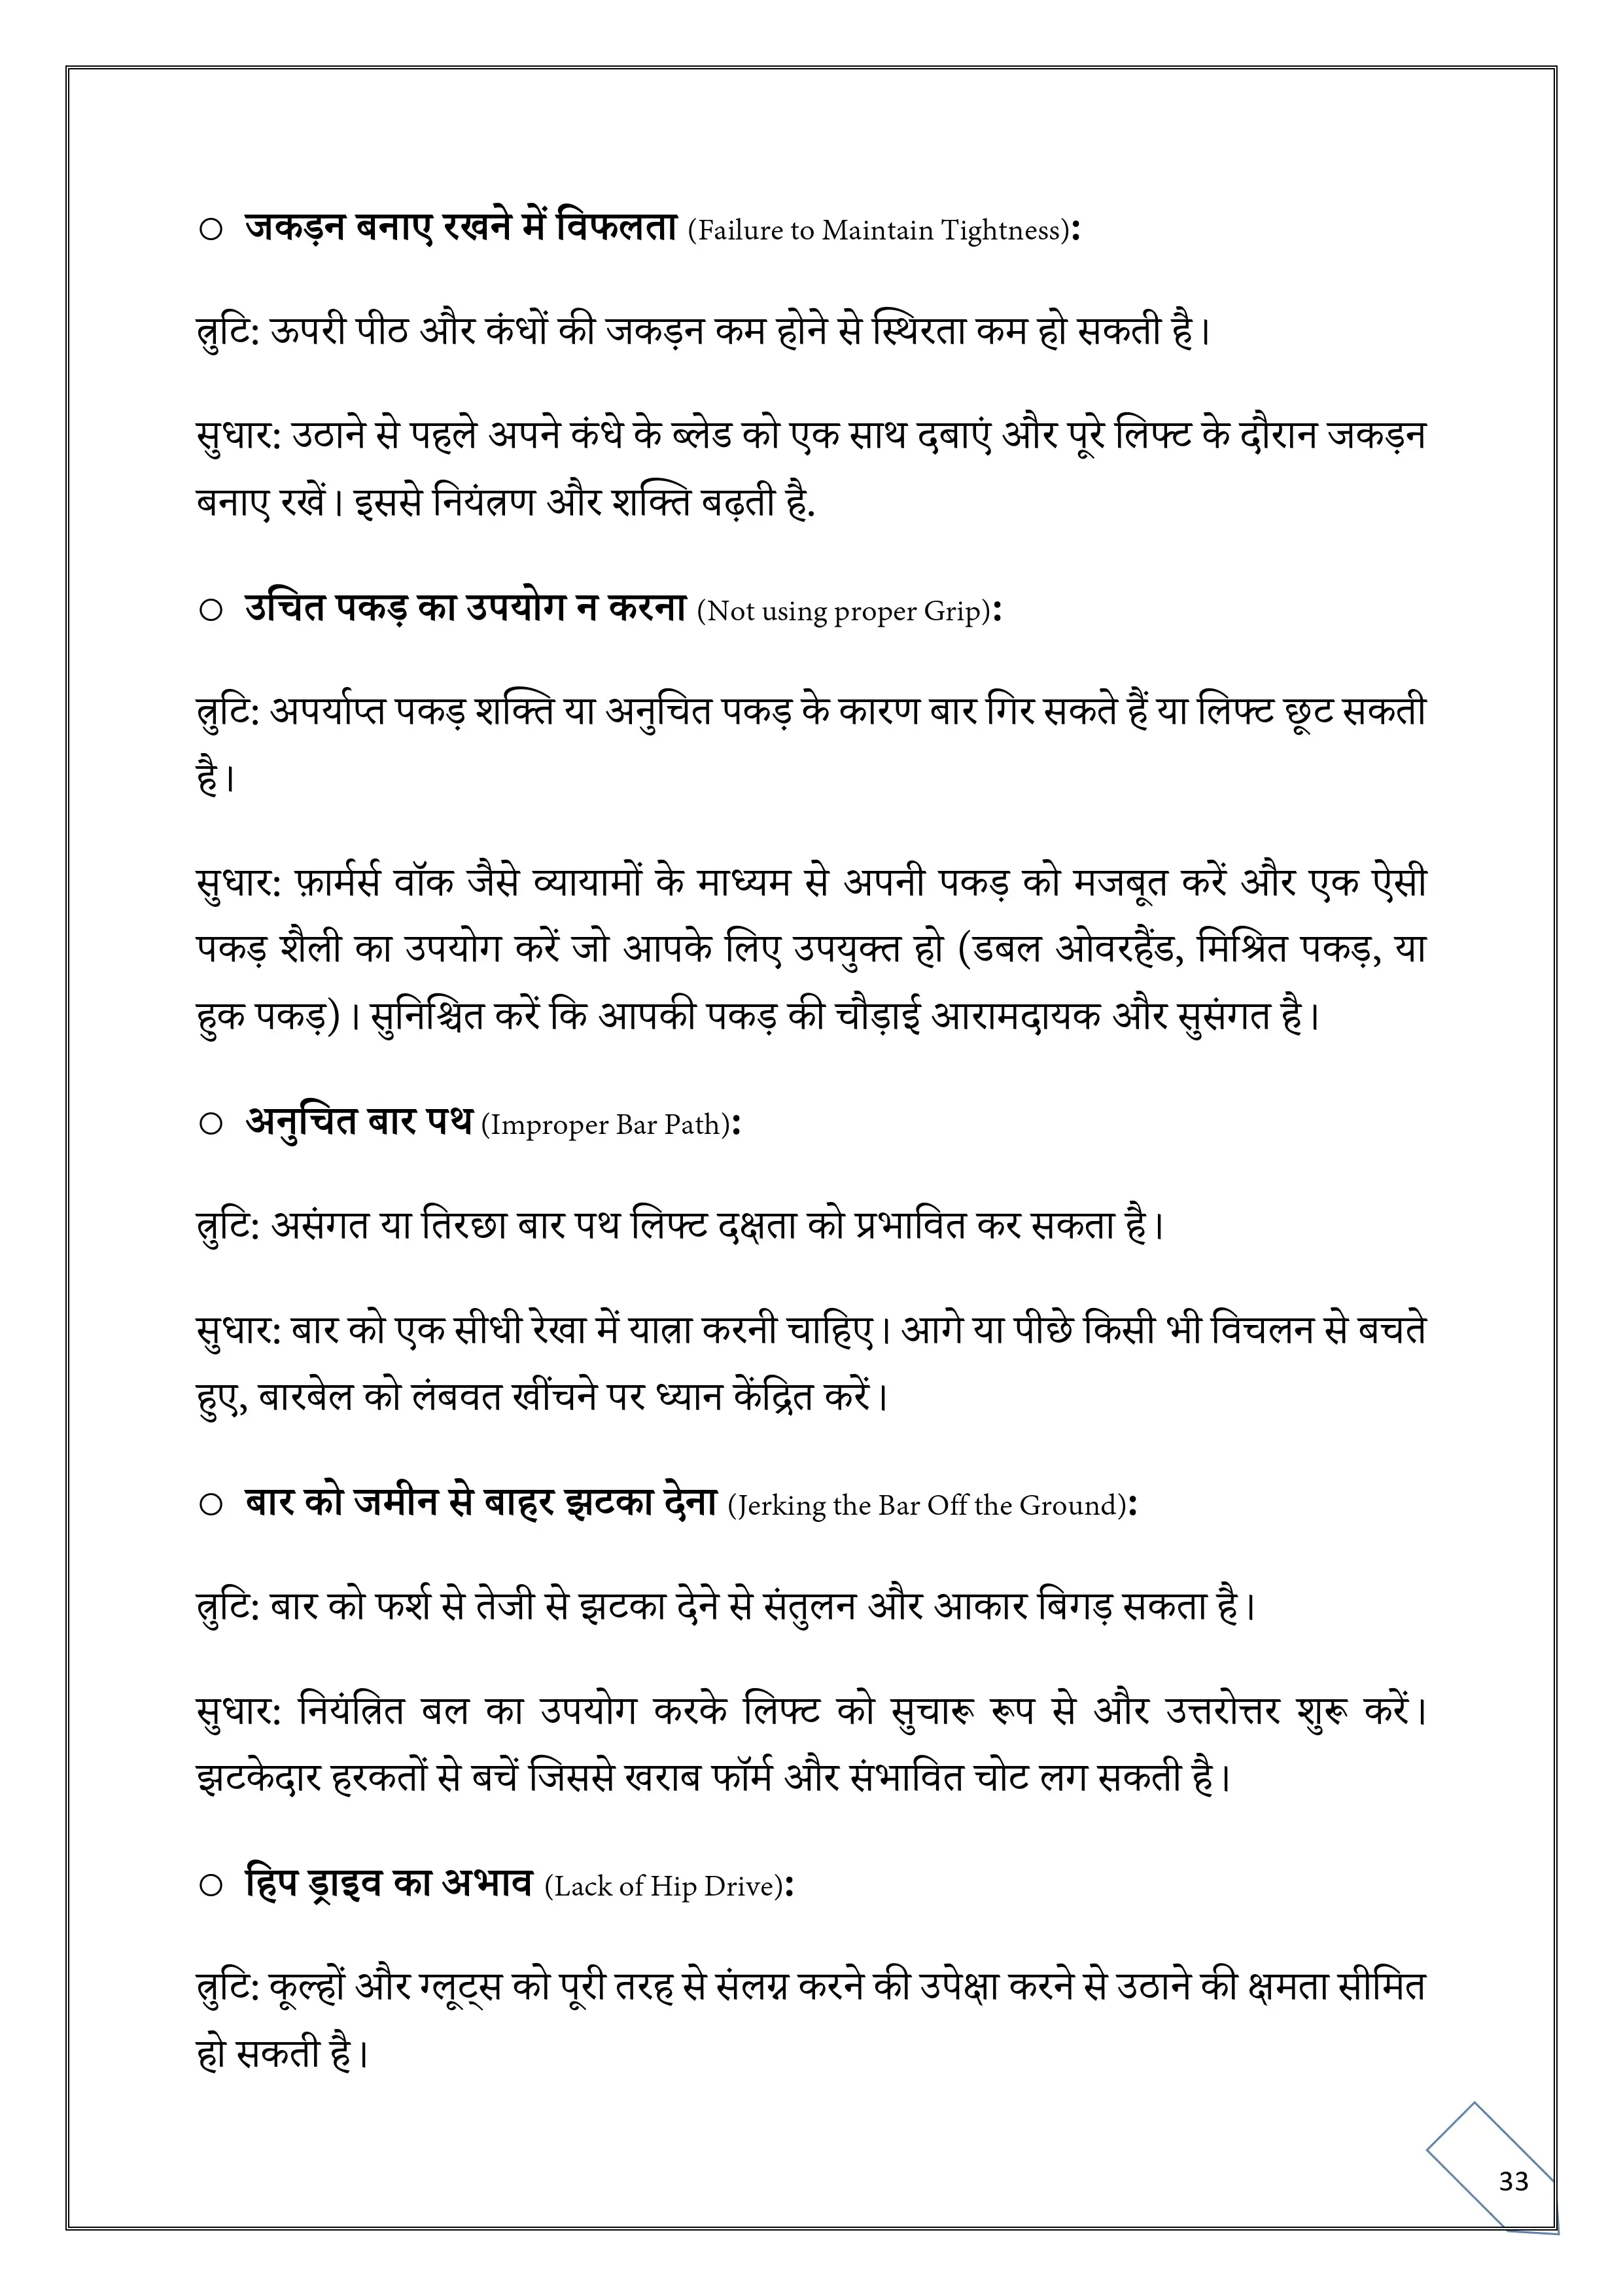 ○ जकड़न बनाए रखने में विफलता (Failure to Maintain Tightness):
त्रुटि: ऊपरी पीठ और कंधों की जकड़न कम होने से स्थिरता कम हो सकती है।
सुधार: उठाने से पहले अपने कंधे के ब्लेड को एक साथ दबाएं और पूरे लिफ्ट के दौरान जकड़न
बनाए रखें। इससे नियंत्रण और शक्ति बढ़ती है.
○ उचित पकड़ का उपयोग न करना (Not using proper Grip):
त्रुटि: अपर्याप्त पकड़ शक्ति या अनुचित पकड़ के कारण बार गिर सकते हैं या लिफ्ट छूट सकती
है।
सुधार: फ़ार्मर्स वॉक जैसे व्यायामों के माध्यम से अपनी पकड़ को मजबूत करें और एक ऐसी
पकड़ शैली का उपयोग करें जो आपके लिए उपयुक्त हो (डबल ओवरहैंड, मिश्रित पकड़, या
हुक पकड़)। सुनिश्चित करें कि आपकी पकड़ की चौड़ाई आरामदायक और सुसंगत है।
○ अनुचित बार पथ (Improper Bar Path):
त्रुटि: असंगत या तिरछा बार पथ लिफ्ट दक्षता को प्रभावित कर सकता है।
सुधार: बार को एक सीधी रेखा में यात्रा करनी चाहिए। आगे या पीछे किसी भी विचलन से बचते
हुए, बारबेल को लंबवत खींचने पर ध्यान केंद्रित करें।
○ बार को जमीन से बाहर झटका देना (Jerking the Bar Off the Ground):
त्रुटि: बार को फर्श से तेजी से झटका देने से संतुलन और आकार बिगड़ सकता है।
सुधार: नियंत्रित बल का उपयोग करके लिफ्ट को सुचारू रूप से और उत्तरोत्तर शुरू करें।
झटकेदार हरकतों से बचें जिससे खराब फॉर्म और संभावित चोट लग सकती है।
○ हिप ड्राइव का अभाव (Lack of Hip Drive):
त्रुटि: कूल्हों और ग्लूट्स को पूरी तरह से संलग्न करने की उपेक्षा करने से उठाने की क्षमता सीमित
हो सकती है।
33